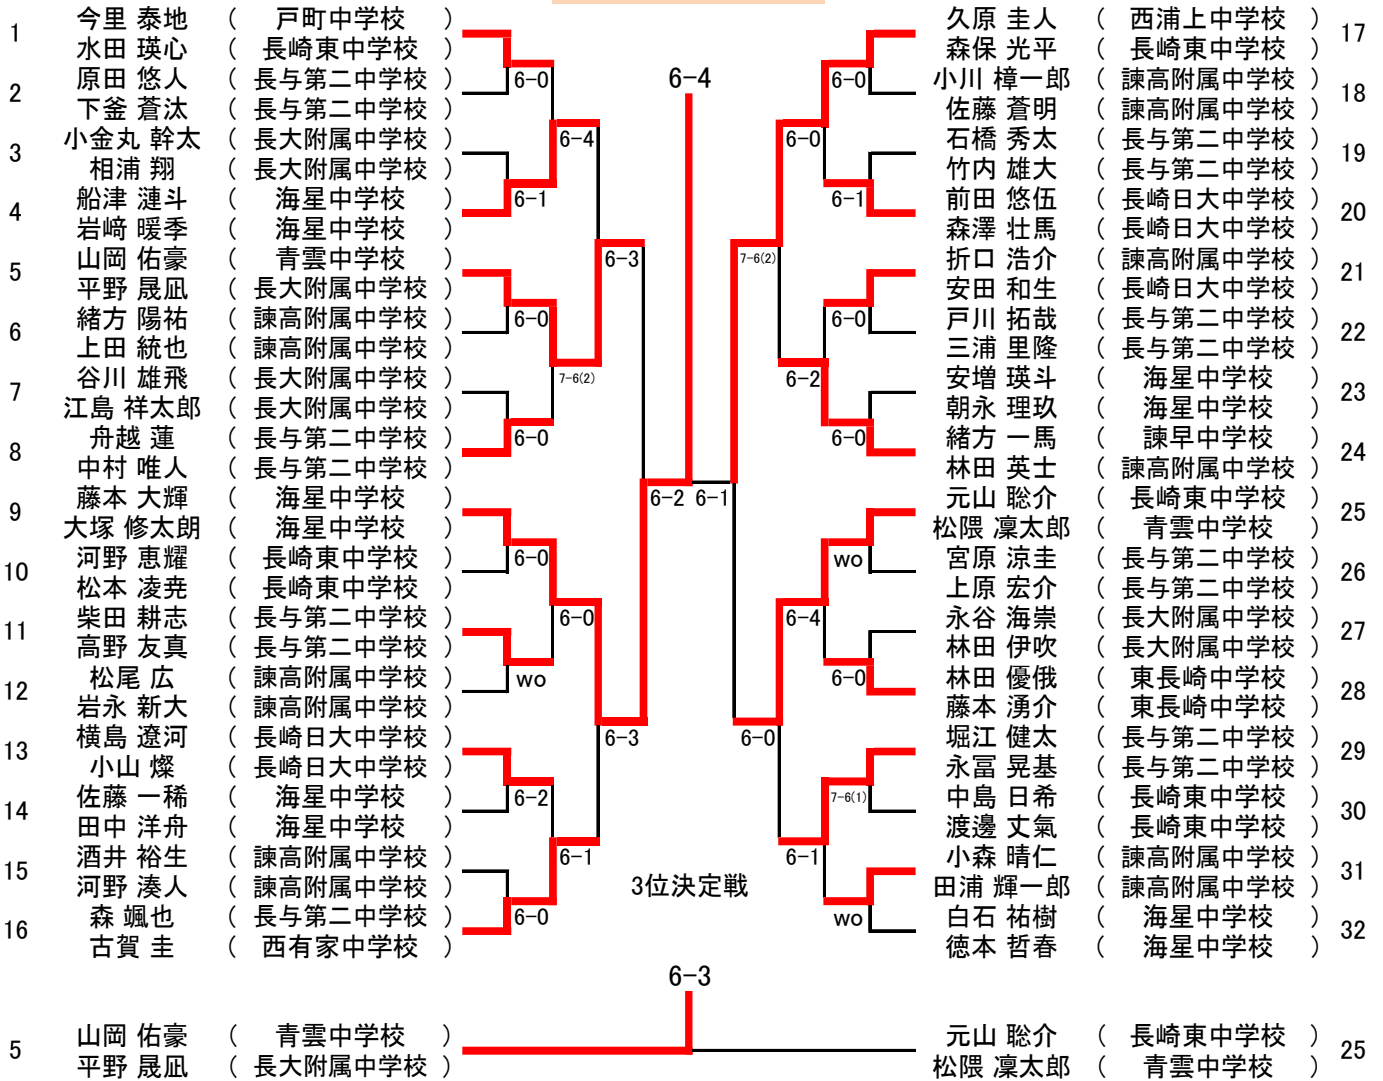 1 今里 泰地 ( 戸町中学校 )
水田 瑛心 ( 長崎東中学校 )
2 原田 悠人 ( 長与第二中学校 )
下釜 蒼汰 ( 長与第二中学校 )
3 小金丸 幹太 ( 長大附属中学校 )
相浦 翔 ( 長大附属中学校 )
4 船津 漣斗 ( 海星中学校 )
岩﨑 暖季 ( 海星中学校 )
5 山岡 佑豪 ( 青雲中学校 )
平野 晟凪 ( 長大附属中学校 )
6 緒方 陽祐 ( 諫高附属中学校 )
上田 統也 ( 諫高附属中学校 )
7 谷川 雄飛 ( 長大附属中学校 )
江島 祥太郎 ( 長大附属中学校 )
8 舟越 蓮 ( 長与第二中学校 )
中村 唯人 ( 長与第二中学校 )
9 藤本 大輝 ( 海星中学校 )
大塚 修太朗 ( 海星中学校 )
10 河野 恵耀 ( 長崎東中学校 )
松本 凌尭 ( 長崎東中学校 )
11 柴田 耕志 ( 長与第二中学校 )
高野 友真 ( 長与第二中学校 )
12 松尾 広 ( 諫高附属中学校 )
岩永 新大 ( 諫高附属中学校 )
13 横島 遼河 ( 長崎日大中学校 )
小山 燦 ( 長崎日大中学校 )
14 佐藤 一稀 ( 海星中学校 )
田中 洋舟 ( 海星中学校 )
15 酒井 裕生 ( 諫高附属中学校 )
河野 湊人 ( 諫高附属中学校 )
16 森 颯也 ( 長与第二中学校 )
古賀 圭 ( 西有家中学校 )
6-0
6-1
6-0
6-0
6-0
wo
6-2
6-0
6-4
7-6(2)
6-0
6-1
6-3
6-3
6-2
6-4
6-1
7-6(2)
6-0
6-0
6-2
6-4
6-1
6-0
6-1
6-0
6-0
wo
6-0
7-6(1)
wo
久原 圭人 ( 西浦上中学校 ) 17
森保 光平 ( 長崎東中学校 )
小川 樟一郎 ( 諫高附属中学校 ) 18
佐藤 蒼明 ( 諫高附属中学校 )
石橋 秀太 ( 長与第二中学校 ) 19
竹内 雄大 ( 長与第二中学校 )
前田 悠伍 ( 長崎日大中学校 ) 20
森澤 壮馬 ( 長崎日大中学校 )
折口 浩介 ( 諫高附属中学校 ) 21
安田 和生 ( 長崎日大中学校 )
戸川 拓哉 ( 長与第二中学校 ) 22
三浦 里隆 ( 長与第二中学校 )
安増 瑛斗 ( 海星中学校 ) 23
朝永 理玖 ( 海星中学校 )
緒方 一馬 ( 諫早中学校 ) 24
林田 英士 ( 諫高附属中学校 )
元山 聡介 ( 長崎東中学校 ) 25
松隈 凜太郎 ( 青雲中学校 )
宮原 涼圭 ( 長与第二中学校 ) 26
上原 宏介 ( 長与第二中学校 )
永谷 海崇 ( 長大附属中学校 ) 27
林田 伊吹 ( 長大附属中学校 )
林田 優俄 ( 東長崎中学校 ) 28
藤本 湧介 ( 東長崎中学校 )
堀江 健太 ( 長与第二中学校 ) 29
永冨 晃基 ( 長与第二中学校 )
中島 日希 ( 長崎東中学校 ) 30
渡邊 丈氣 ( 長崎東中学校 )
小森 晴仁 ( 諫高附属中学校 ) 31
田浦 輝一郎 ( 諫高附属中学校 )
白石 祐樹 ( 海星中学校 ) 32
徳本 哲春 ( 海星中学校 )
3位決定戦
6-3
5 山岡 佑豪 ( 青雲中学校 )
平野 晟凪 ( 長大附属中学校 )
元山 聡介 ( 長崎東中学校 ) 25
松隈 凜太郎 ( 青雲中学校 )